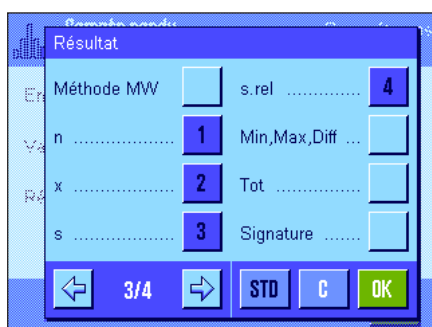 Résultat
Méthode MW
s.rel .............. 4
n ................... 1
Min,Max,Diff ...
x ................... 2
Tot ...............
s ................... 3
Signature .......
3/4
STD
C
OK